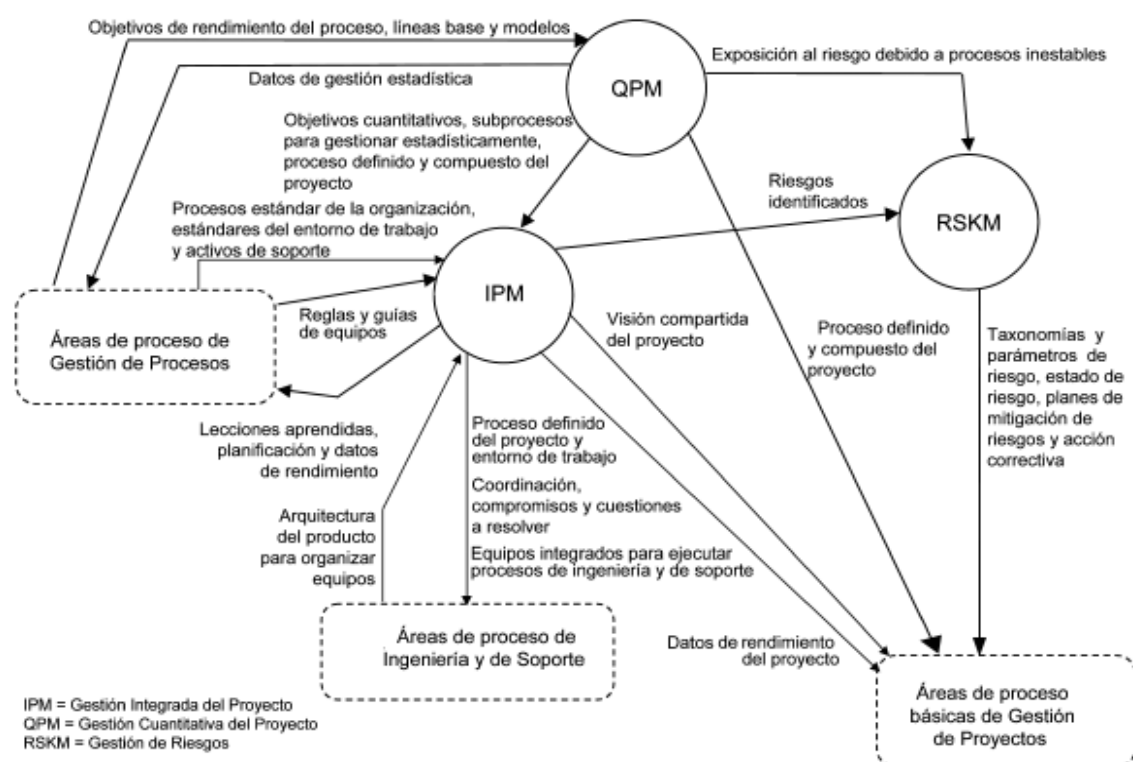 Objetivos de rendimiento del proceso, líneas base y modelos
Exposición al riesgo debido a procesos inestables
Datos de gestión estadística
QPM
Objetivos cuantitativos, subprocesos
para gestionar estadísticamente,
proceso definido y compuesto del
proyecto
Riesgos
identificados
RSKM
Procesos estándar de la organización,
estándares del entorno de trabajo
y activos de soporte
IPM
Reglas y guías
de equipos
Áreas de proceso de
Gestión de Procesos
Visión compartida
del proyecto
Proceso definido
y compuesto del
proyecto
Taxonomías y
parámetros de
riesgo, estado de
riesgo, planes de
mitigación de
riesgos y acción
correctiva
Lecciones aprendidas,
planificación y datos
de rendimiento
Proceso definido
del proyecto y
entorno de trabajo
Coordinación,
compromisos y cuestiones
a resolver
Equipos integrados para ejecutar
procesos de ingeniería y de soporte
Arquitectura
del producto
para organizar
equipos
Áreas de proceso de
Ingeniería y de Soporte
Datos de rendimiento
del proyecto
Áreas de proceso
básicas de Gestión
de Proyectos
IPM = Gestión Integrada del Proyecto
QPM = Gestión Cuantitativa del Proyecto
RSKM = Gestión de Riesgos